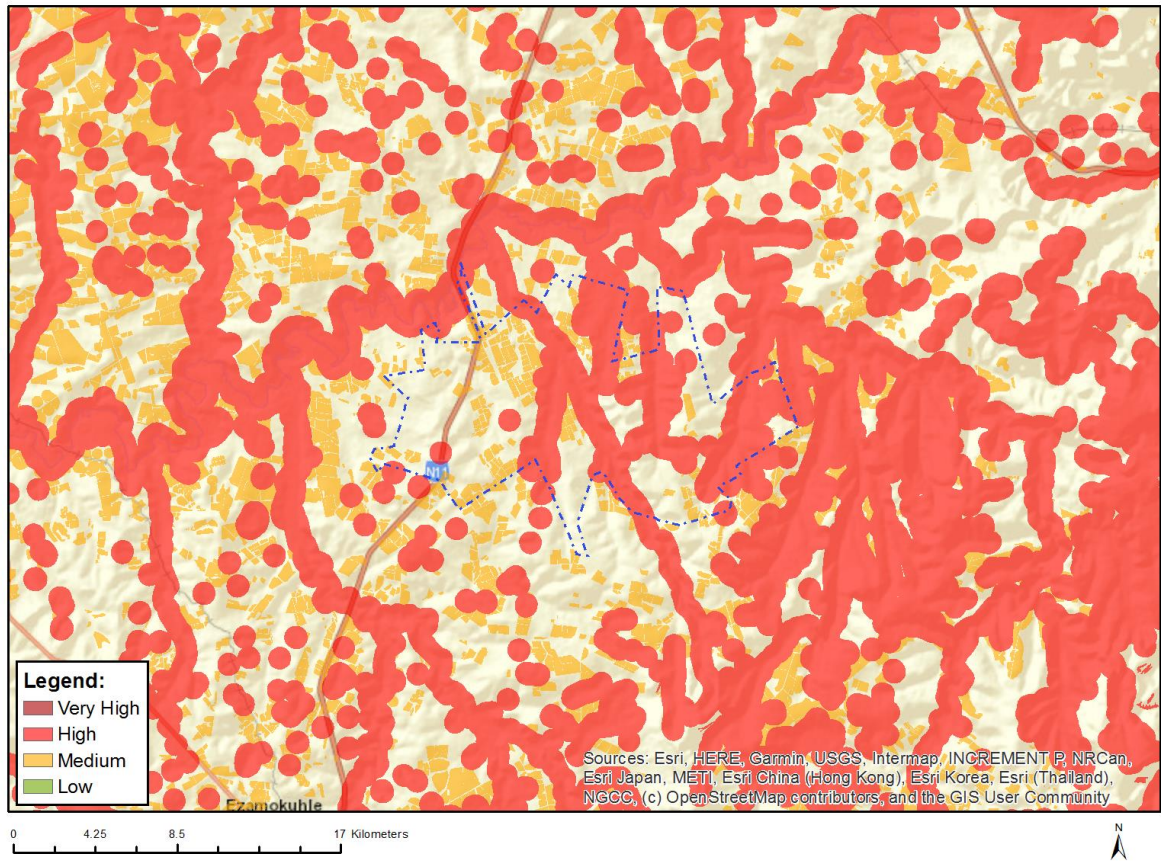 N11
Legend:
Very High
High
Medium
Low
Ezamokuhle
Sources: Esri, HERE, Garmin, USGS, Intermap, INCREMENT P, NRCan,
Esri Japan, METI, Esri China (Hong Kong), Esri Korea, Esri (Thailand),
NGCC, (c) OpenStreetMap contributors, and the GIS User Community
0 4.25 8.5 17 Kilometers
N